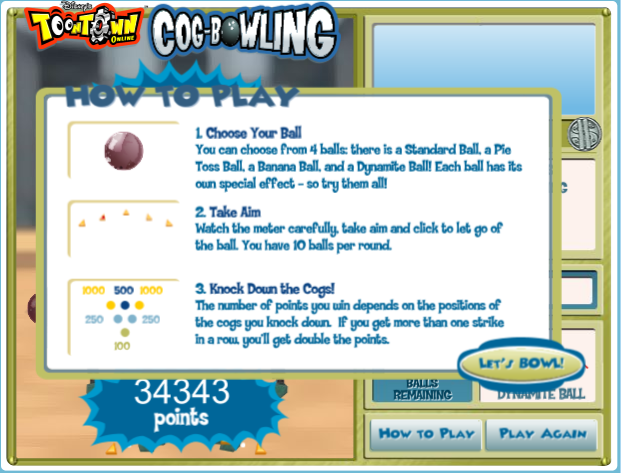 Disney's
TOONTOWN
ONLINE
COG-BOWLING
HOW TO PLAY
1. Choose Your Ball
You can choose from 4 balls: there is a Standard Ball, a Pie
Toss Ball, a Banana Ball, and a Dynamite Ball! Each ball has its
own special effect - so try them all!
2. Take Aim
Watch the meter carefully, take aim and click to let go of
the ball. You have 10 balls per round.
3. Knock Down the Cogs!
1000 500 1000
250 250
100
The number of points you win depends on the positions of
the cogs you knock down. If you get more than one strike
in a row, you'll get double the points.
LET'S BOWL!
34343
points
BALLS
REMAINING
DYNAMITE BALL
HOW TO PLAY
PLAY AGAIN